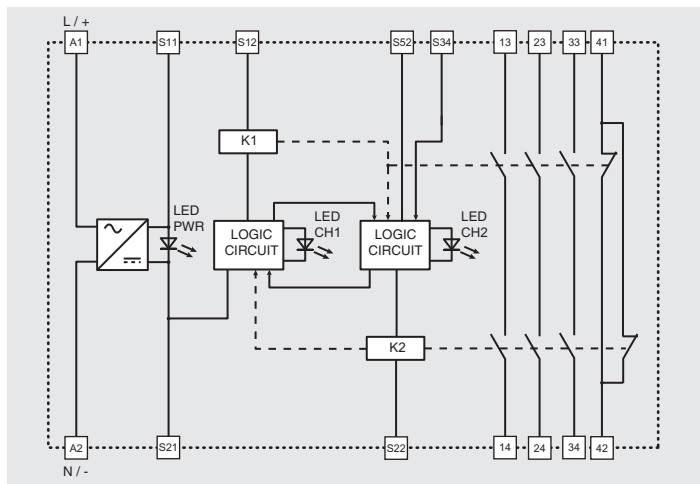 L / +
A1 S11 S12 S52 S34 13 23 33 41
K1
LED
PWR
LOGIC
CIRCUIT
LED
CH1
LOGIC
CIRCUIT
LED
CH2
K2
A2 S21 S22 14 24 34 42
N / -